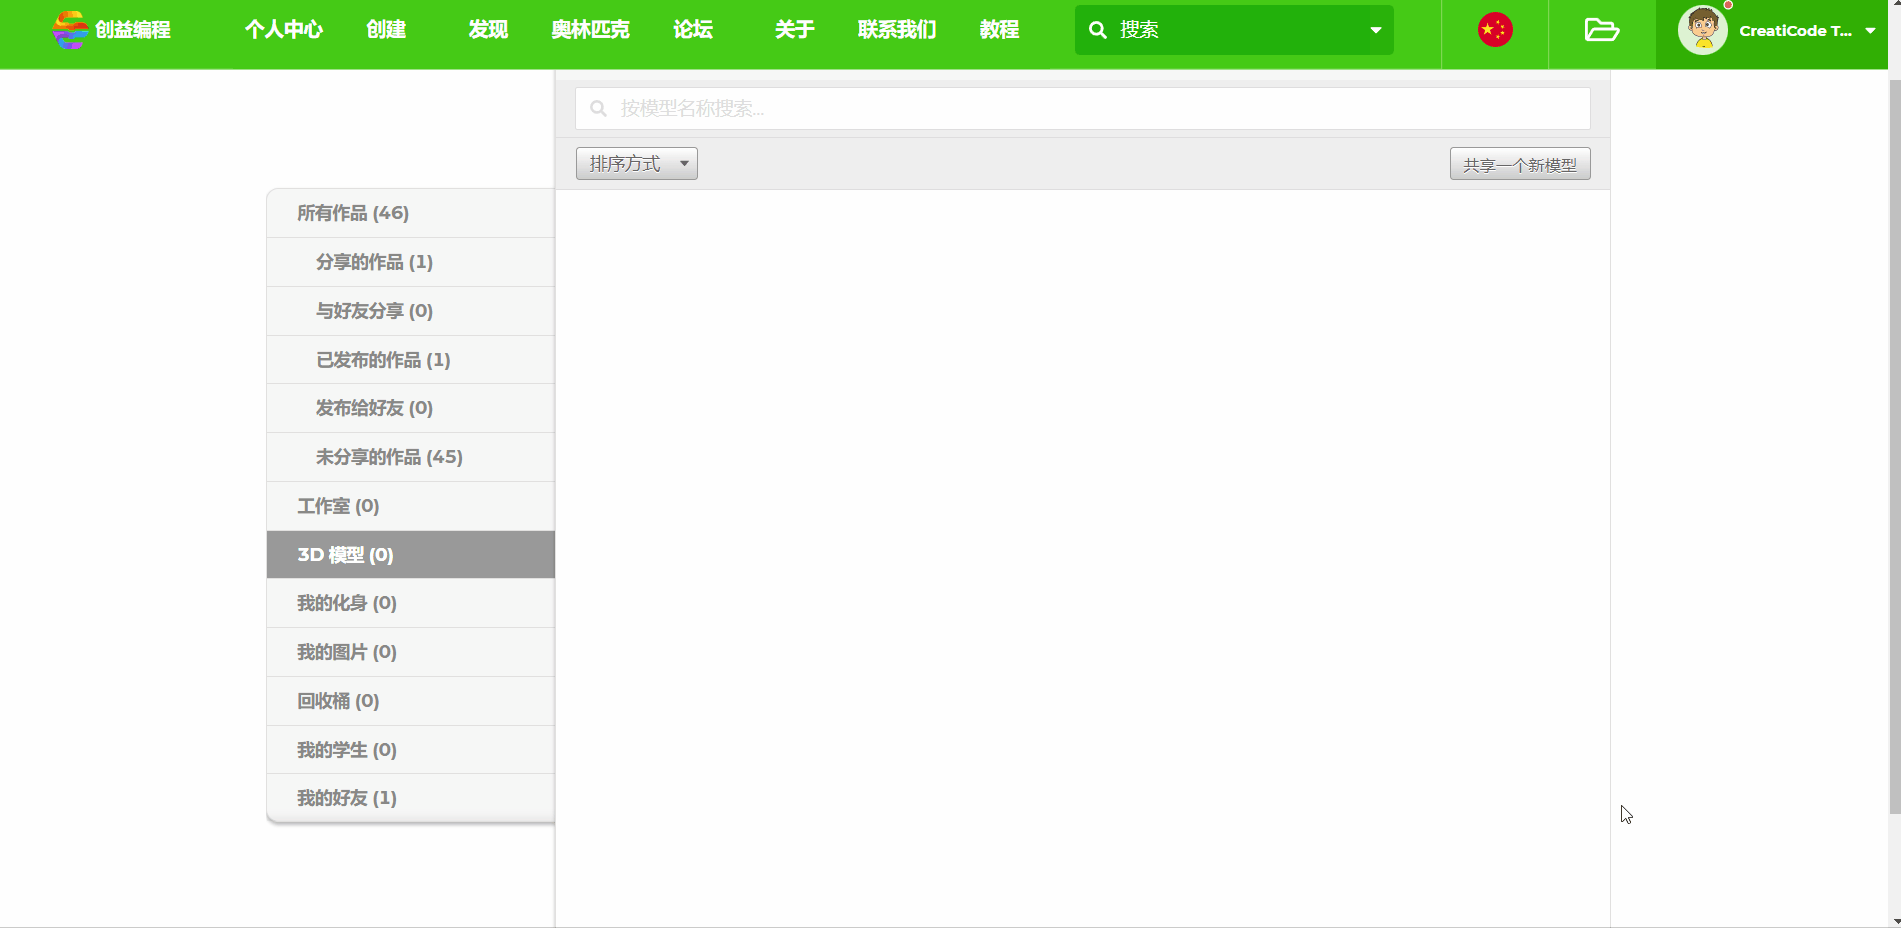 创益编程 个人中心 创建 发现 奥林匹克 论坛 关于 联系我们 教程 搜索 CreatiCode T...
按模型名称搜索...
排序方式 共享一个新模型
所有作品 (46)
分享的作品 (1)
与好友分享 (0)
已发布的作品 (1)
发布给好友 (0)
未分享的作品 (45)
工作室 (0)
3D 模型 (0)
我的化身 (0)
我的图片 (0)
回收桶 (0)
我的学生 (0)
我的好友 (1)